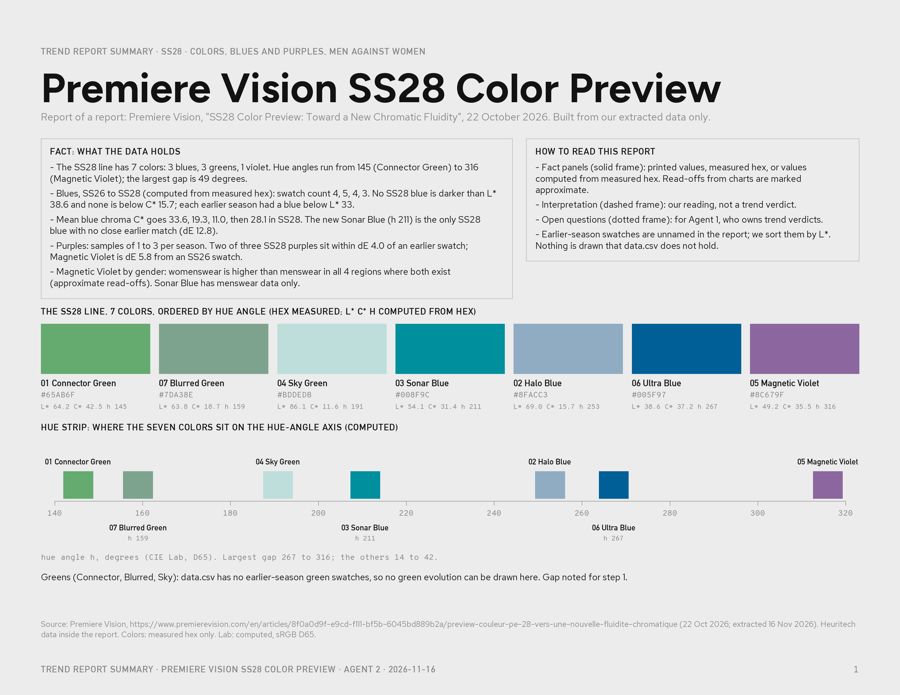 TREND REPORT SUMMARY · SS28 · COLORS, BLUES AND PURPLES, MEN AGAINST WOMEN
Premiere Vision SS28 Color Preview
Report of a report: Premiere Vision, "SS28 Color Preview: Toward a New Chromatic Fluidity", 22 October 2026. Built from our extracted data only.
FACT: WHAT THE DATA HOLDS
- The SS28 line has 7 colors: 3 blues, 3 greens, 1 violet. Hue angles run from 145 (Connector Green) to 316
(Magnetic Violet); the largest gap is 49 degrees.
- Blues, SS26 to SS28 (computed from measured hex): swatch count 4, 5, 4, 3. No SS28 blue is darker than L*
38.6 and none is below C* 15.7; each earlier season had a blue below L* 33.
- Mean blue chroma C* goes 33.6, 19.3, 11.0, then 28.1 in SS28. The new Sonar Blue (h 211) is the only SS28
blue with no close earlier match (dE 12.8).
- Purples: samples of 1 to 3 per season. Two of three SS28 purples sit within dE 4.0 of an earlier swatch;
Magnetic Violet is dE 5.8 from an SS26 swatch.
- Magnetic Violet by gender: womenswear is higher than menswear in all 4 regions where both exist
(approximate read-offs). Sonar Blue has menswear data only.
HOW TO READ THIS REPORT
- Fact panels (solid frame): printed values, measured hex, or values
computed from measured hex. Read-offs from charts are marked
approximate.
- Interpretation (dashed frame): our reading, not a trend verdict.
- Open questions (dotted frame): for Agent 1, who owns trend verdicts.
- Earlier-season swatches are unnamed in the report; we sort them by L*.
Nothing is drawn that data.csv does not hold.
THE SS28 LINE, 7 COLORS, ORDERED BY HUE ANGLE (HEX MEASURED; L* C* H COMPUTED FROM HEX)
01 Connector Green
#65AB6F
L* 64.2 C* 42.5 h 145
07 Blurred Green
#7DA38E
L* 63.8 C* 18.7 h 159
04 Sky Green
#BDDEDB
L* 86.1 C* 11.6 h 191
03 Sonar Blue
#008F9C
L* 54.1 C* 31.4 h 211
02 Halo Blue
#8FACC3
L* 69.0 C* 15.7 h 253
06 Ultra Blue
#005F97
L* 38.6 C* 37.2 h 267
05 Magnetic Violet
#8C679F
L* 49.2 C* 35.5 h 316
HUE STRIP: WHERE THE SEVEN COLORS SIT ON THE HUE-ANGLE AXIS (COMPUTED)
01 Connector Green 04 Sky Green 02 Halo Blue 05 Magnetic Violet
140 160 180 200 220 240 260 280 300 320
07 Blurred Green 03 Sonar Blue 06 Ultra Blue
h 159 h 211 h 267
hue angle h, degrees (CIE Lab, D65). Largest gap 267 to 316; the others 14 to 42.
Greens (Connector, Blurred, Sky): data.csv has no earlier-season green swatches, so no green evolution can be drawn here. Gap noted for step 1.
Source: Premiere Vision, https://www.premierevision.com/en/articles/8f0a0d9f-e9cd-f111-bf5b-6045bd889b2a/preview-couleur-pe-28-vers-une-nouvelle-fluidite-chromatique (22 Oct 2026; extracted 16 Nov 2026). Heuritech
data inside the report. Colors: measured hex only. Lab: computed, sRGB D65.
TREND REPORT SUMMARY · PREMIERE VISION SS28 COLOR PREVIEW · AGENT 2 · 2026-11-16
1